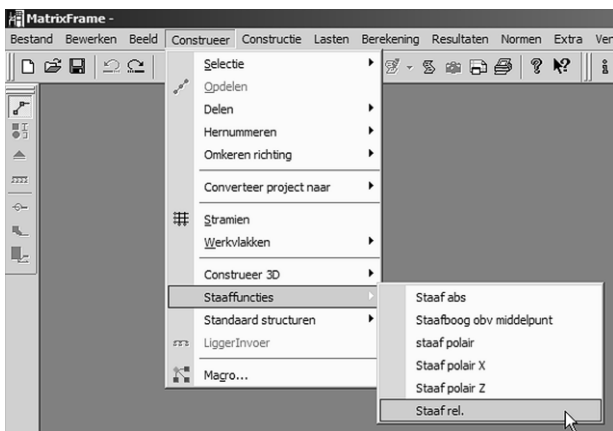 MatrixFrame -
Bestand Bewerken Beeld Construeer Constructie Lasten Berekening Resultaten Normen Extra Ver
Selectie
Opdelen
Delen
Hernummeren
Omkeren richting
Converteer project naar
Stramien
Werkvlakken
Construeer 3D
Staaffuncties
Standaard structuren
LiggerInvoer
Macro...
Staaf abs
Staafboog obv middelpunt
staaf polair
Staaf polair X
Staaf polair Z
Staaf rel.